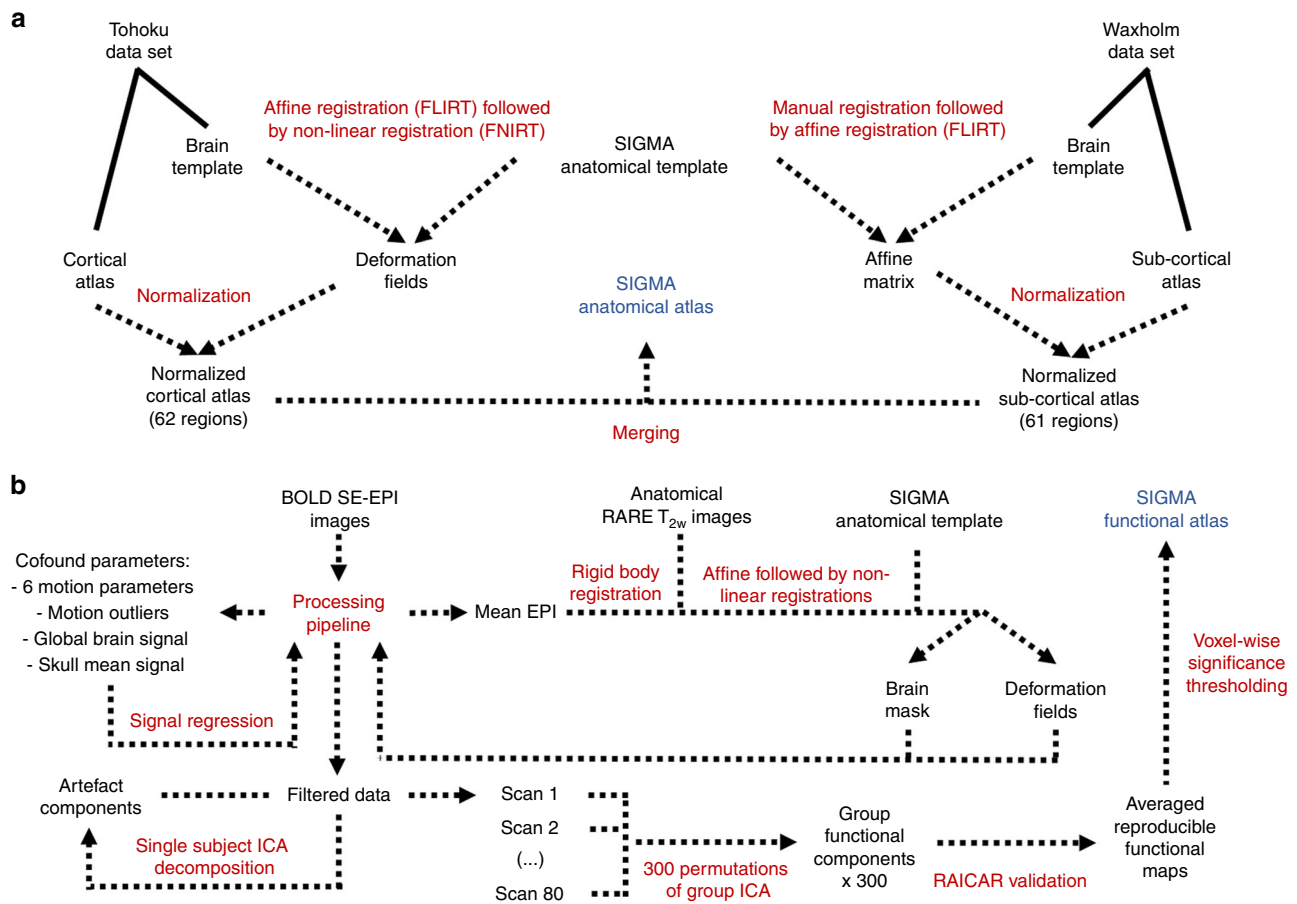 a
Tohoku
data set
Waxholm
data set
Affine registration (FLIRT) followed
by non-linear registration (FNIRT)
Manual registration followed
by affine registration (FLIRT)
Brain
template
SIGMA
anatomical template
Brain
template
Cortical
atlas
Deformation
fields
Affine
matrix
Sub-cortical
atlas
Normalization
SIGMA
anatomical atlas
Normalization
Normalized
cortical atlas
(62 regions)
Normalized
sub-cortical atlas
(61 regions)
Merging
b
BOLD SE-EPI
images
Anatomical
RARE T2w images
SIGMA
anatomical template
SIGMA
functional atlas
Cofound parameters:
- 6 motion parameters
- Motion outliers
- Global brain signal
- Skull mean signal
Processing
pipeline
Mean EPI
Rigid body
registration
Affine followed by non-
linear registrations
Voxel-wise
significance
thresholding
Brain
mask
Deformation
fields
Signal regression
Artefact
components
Filtered data
Scan 1
Scan 2
(...)
Scan 80
Single subject ICA
decomposition
300 permutations
of group ICA
Group
functional
components
x 300
RAICAR validation
Averaged
reproducible
functional
maps